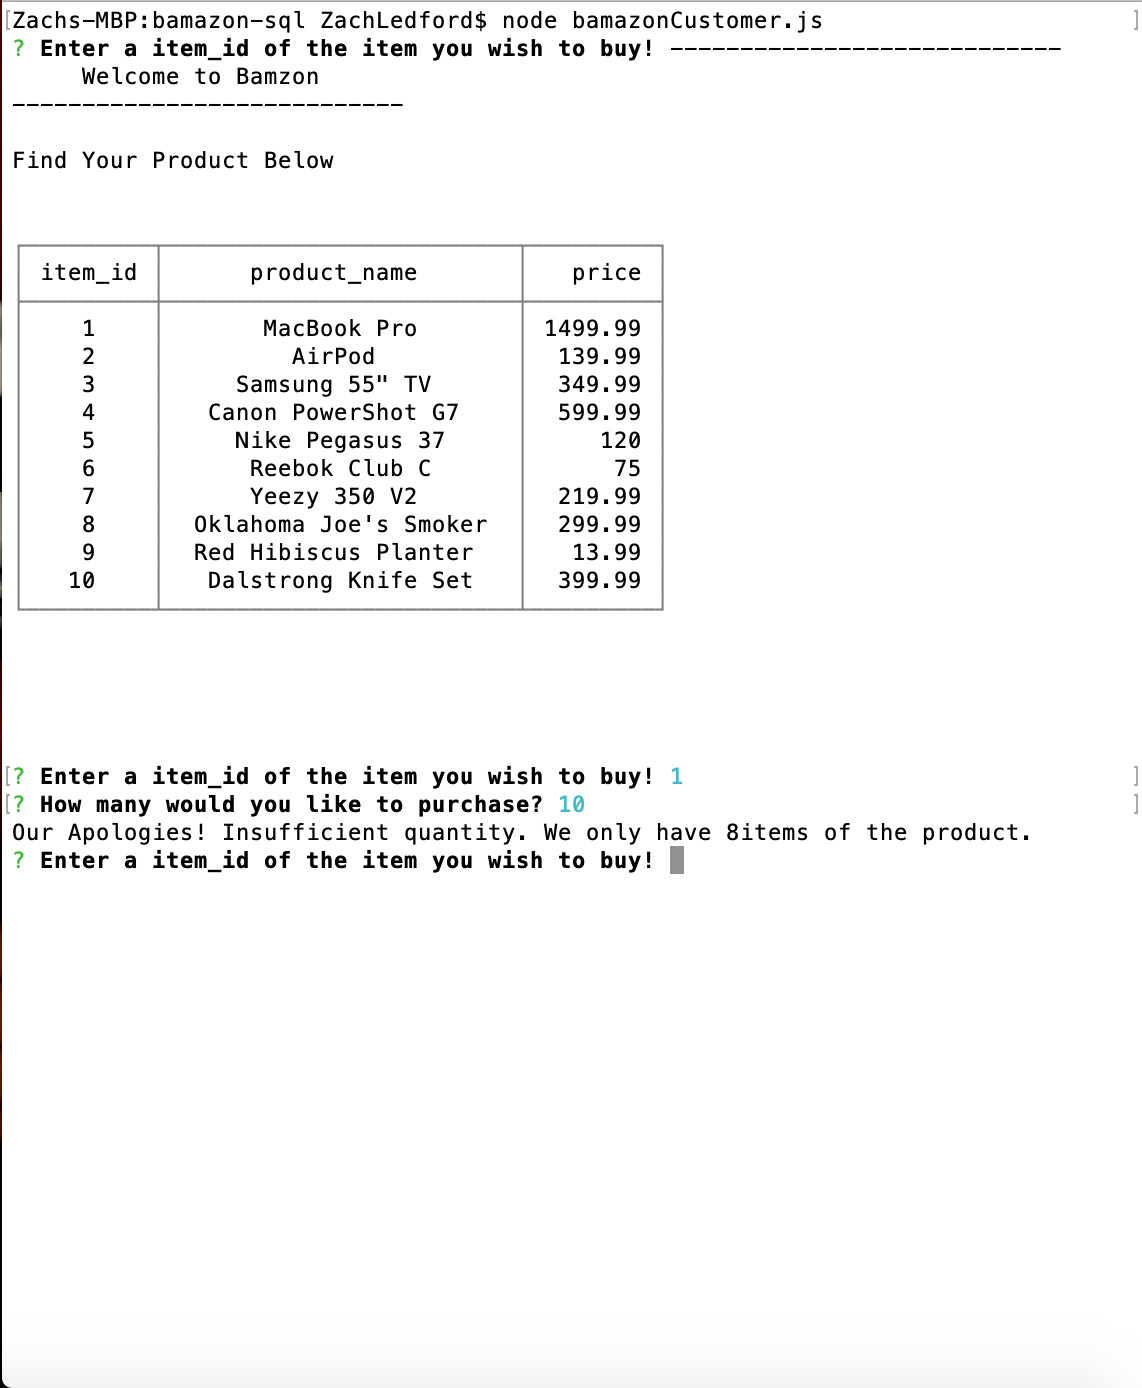 [Zachs-MBP:bamazon-sql ZachLedford$ node bamazonCustomer.js ]
? Enter a item_id of the item you wish to buy! ----------------------------
Welcome to Bamzon
----------------------------
Find Your Product Below
item_id product_name price
1 MacBook Pro 1499.99
2 AirPod 139.99
3 Samsung 55" TV 349.99
4 Canon PowerShot G7 599.99
5 Nike Pegasus 37 120
6 Reebok Club C 75
7 Yeezy 350 V2 219.99
8 Oklahoma Joe's Smoker 299.99
9 Red Hibiscus Planter 13.99
10 Dalstrong Knife Set 399.99
[? Enter a item_id of the item you wish to buy! 1 ]
[? How many would you like to purchase? 10 ]
Our Apologies! Insufficient quantity. We only have 8items of the product.
? Enter a item_id of the item you wish to buy!